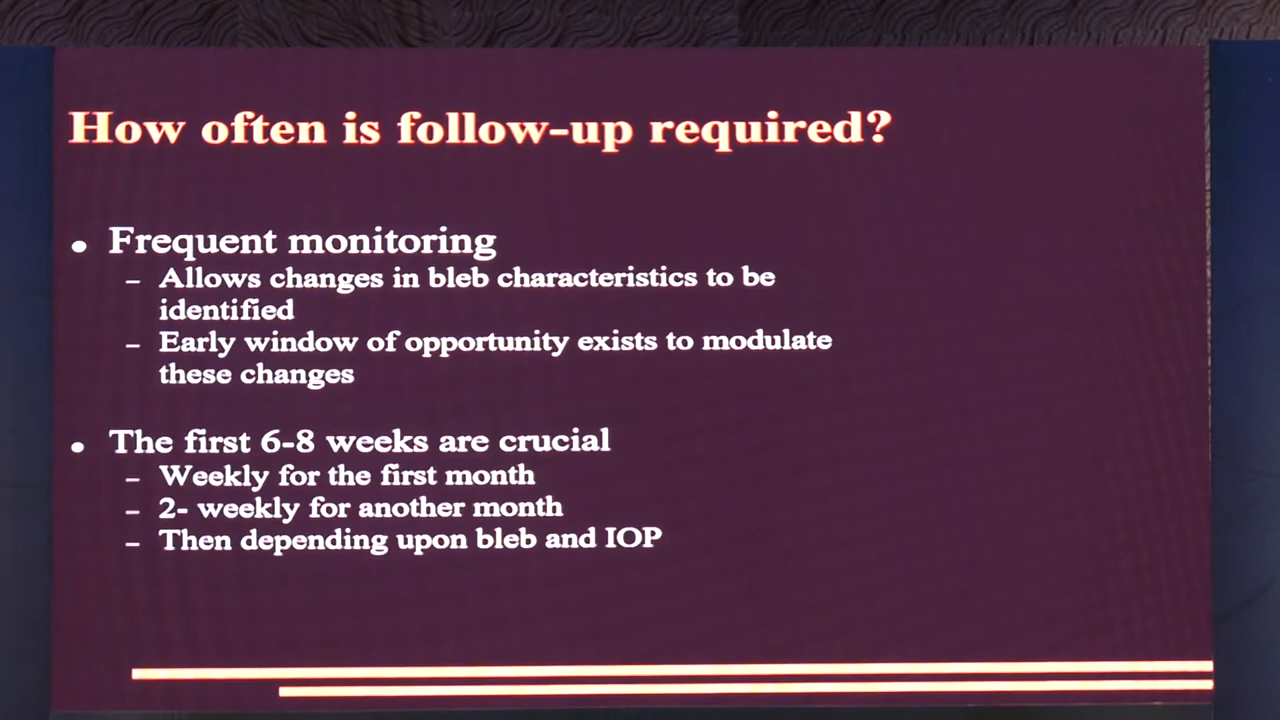 How often is follow-up required?
• Frequent monitoring
– Allows changes in bleb characteristics to be
identified
– Early window of opportunity exists to modulate
these changes
• The first 6-8 weeks are crucial
– Weekly for the first month
– 2- weekly for another month
– Then depending upon bleb and IOP